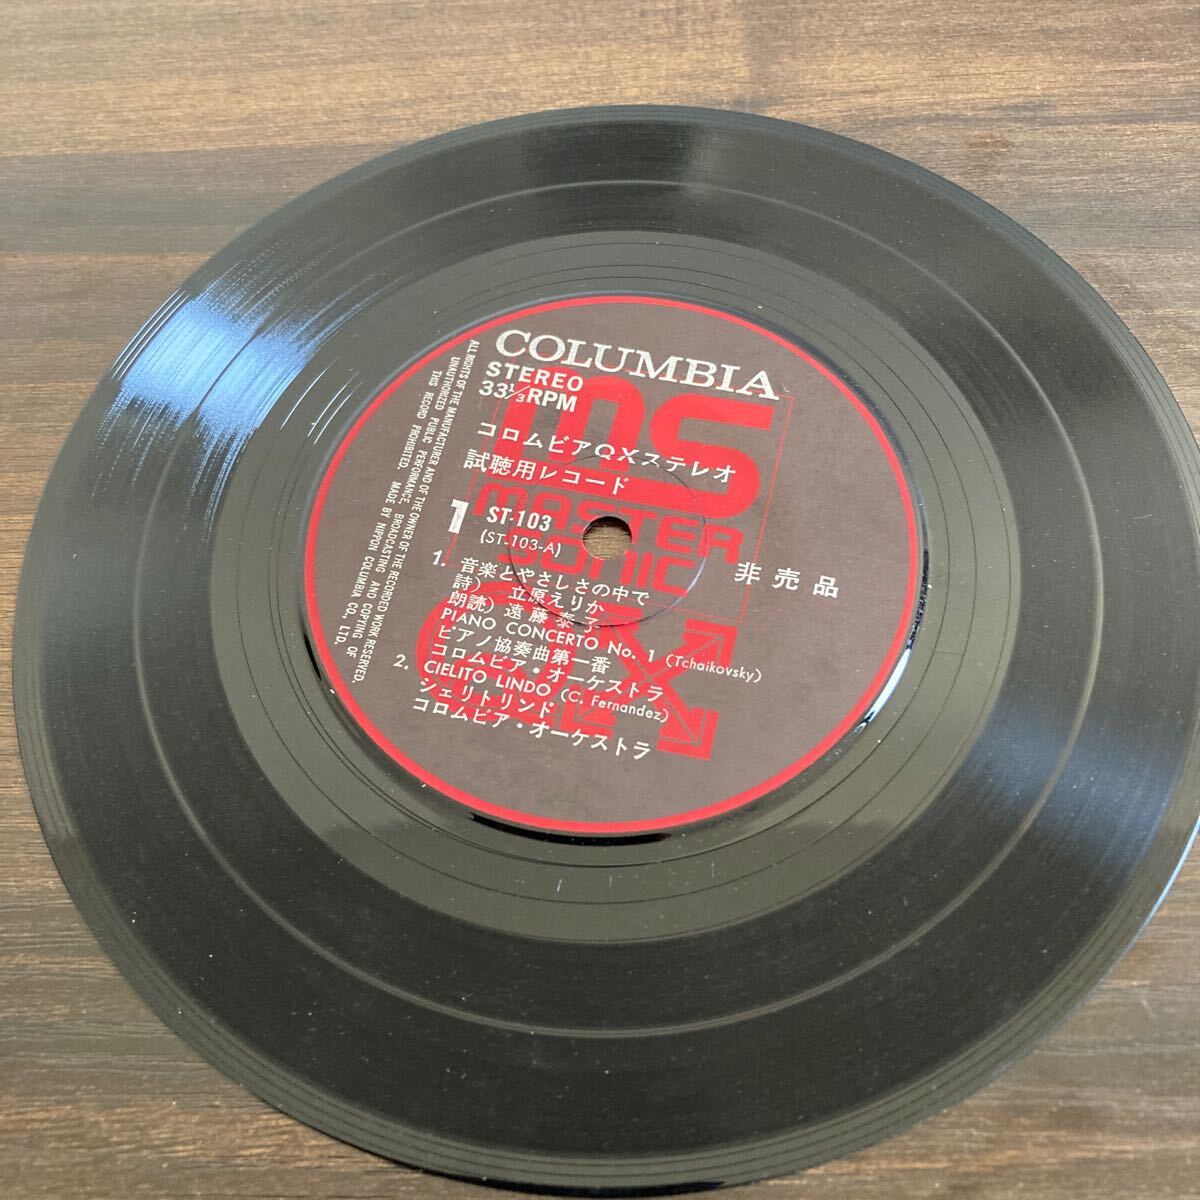 COLUMBIA
STEREO
33⅓RPM
MS
MASTER
SONIC
QX
コロムビアQXステレオ
試聴用レコード
1
ST-103
(ST-103-A)
非売品
1. 音楽とやさしさの中で
詩) 立原えりか
朗読) 遠藤泰子
PIANO CONCERTO No. 1 (Tchaikovsky)
ピアノ協奏曲第一番
コロムビア・オーケストラ
2. CIELITO LINDO (C. Fernandez)
シェリトリンド
コロムビア・オーケストラ
ALL RIGHTS OF THE MANUFACTURER AND OF THE OWNER OF THE RECORDED WORK RESERVED.
UNAUTHORIZED PUBLIC PERFORMANCE, BROADCASTING AND COPYING OF
THIS RECORD PROHIBITED. MADE BY NIPPON COLUMBIA CO., LTD.